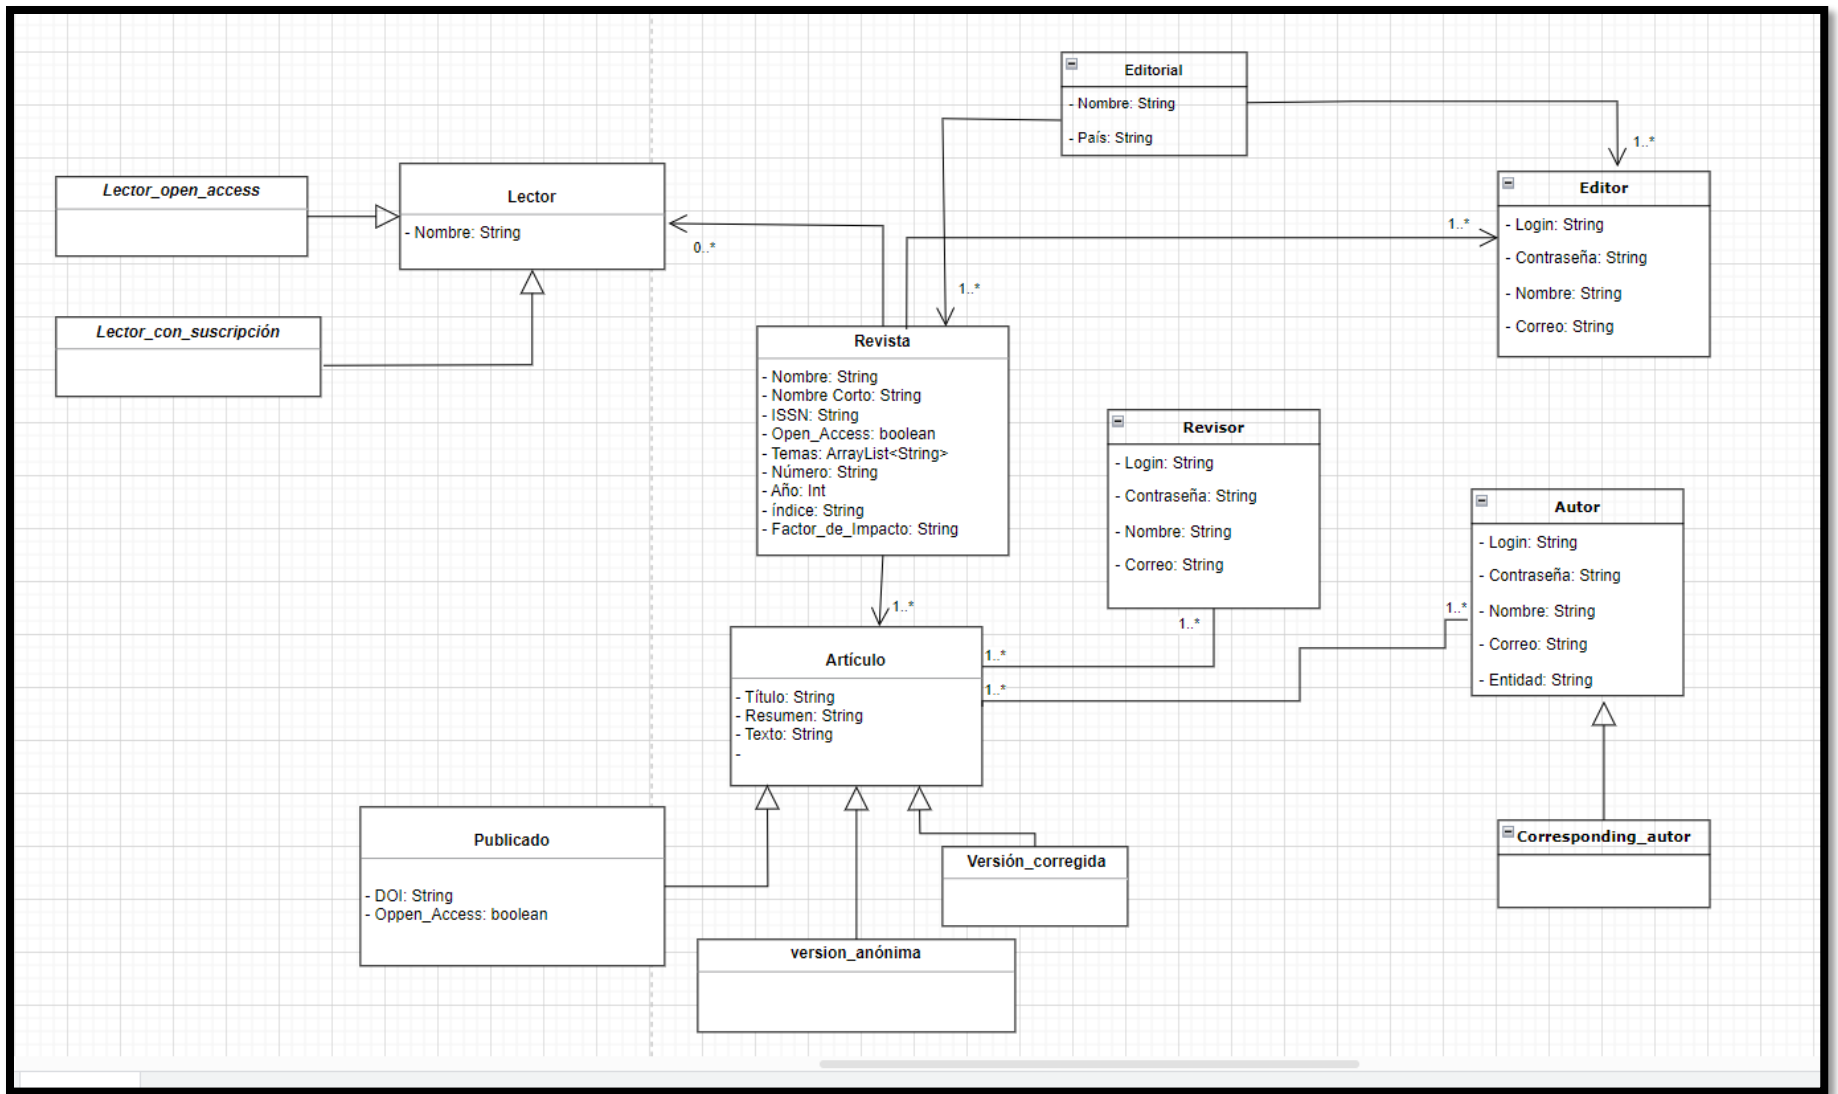 Editorial
- Nombre: String
- País: String
1..*
Editor
- Login: String
- Contraseña: String
- Nombre: String
- Correo: String
1..*
Lector_open_access
Lector
- Nombre: String
0..*
Lector_con_suscripción
1..*
Revista
- Nombre: String
- Nombre Corto: String
- ISSN: String
- Open_Access: boolean
- Temas: ArrayList<String>
- Número: String
- Año: Int
- índice: String
- Factor_de_Impacto: String
Revisor
- Login: String
- Contraseña: String
- Nombre: String
- Correo: String
1..*
Autor
- Login: String
- Contraseña: String
- Nombre: String
- Correo: String
- Entidad: String
1..*
1..*
Artículo
- Título: String
- Resumen: String
- Texto: String
-
1..*
1..*
Publicado
- DOI: String
- Oppen_Access: boolean
Versión_corregida
version_anónima
Corresponding_autor